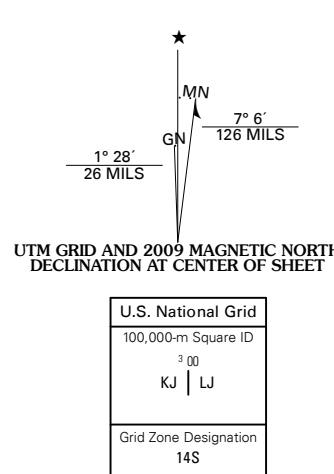 ★
MN
GN
7° 6´
126 MILS
1° 28´
26 MILS
UTM GRID AND 2009 MAGNETIC NORTH
DECLINATION AT CENTER OF SHEET
U.S. National Grid
100,000-m Square ID
3 00
KJ | LJ
Grid Zone Designation
14S